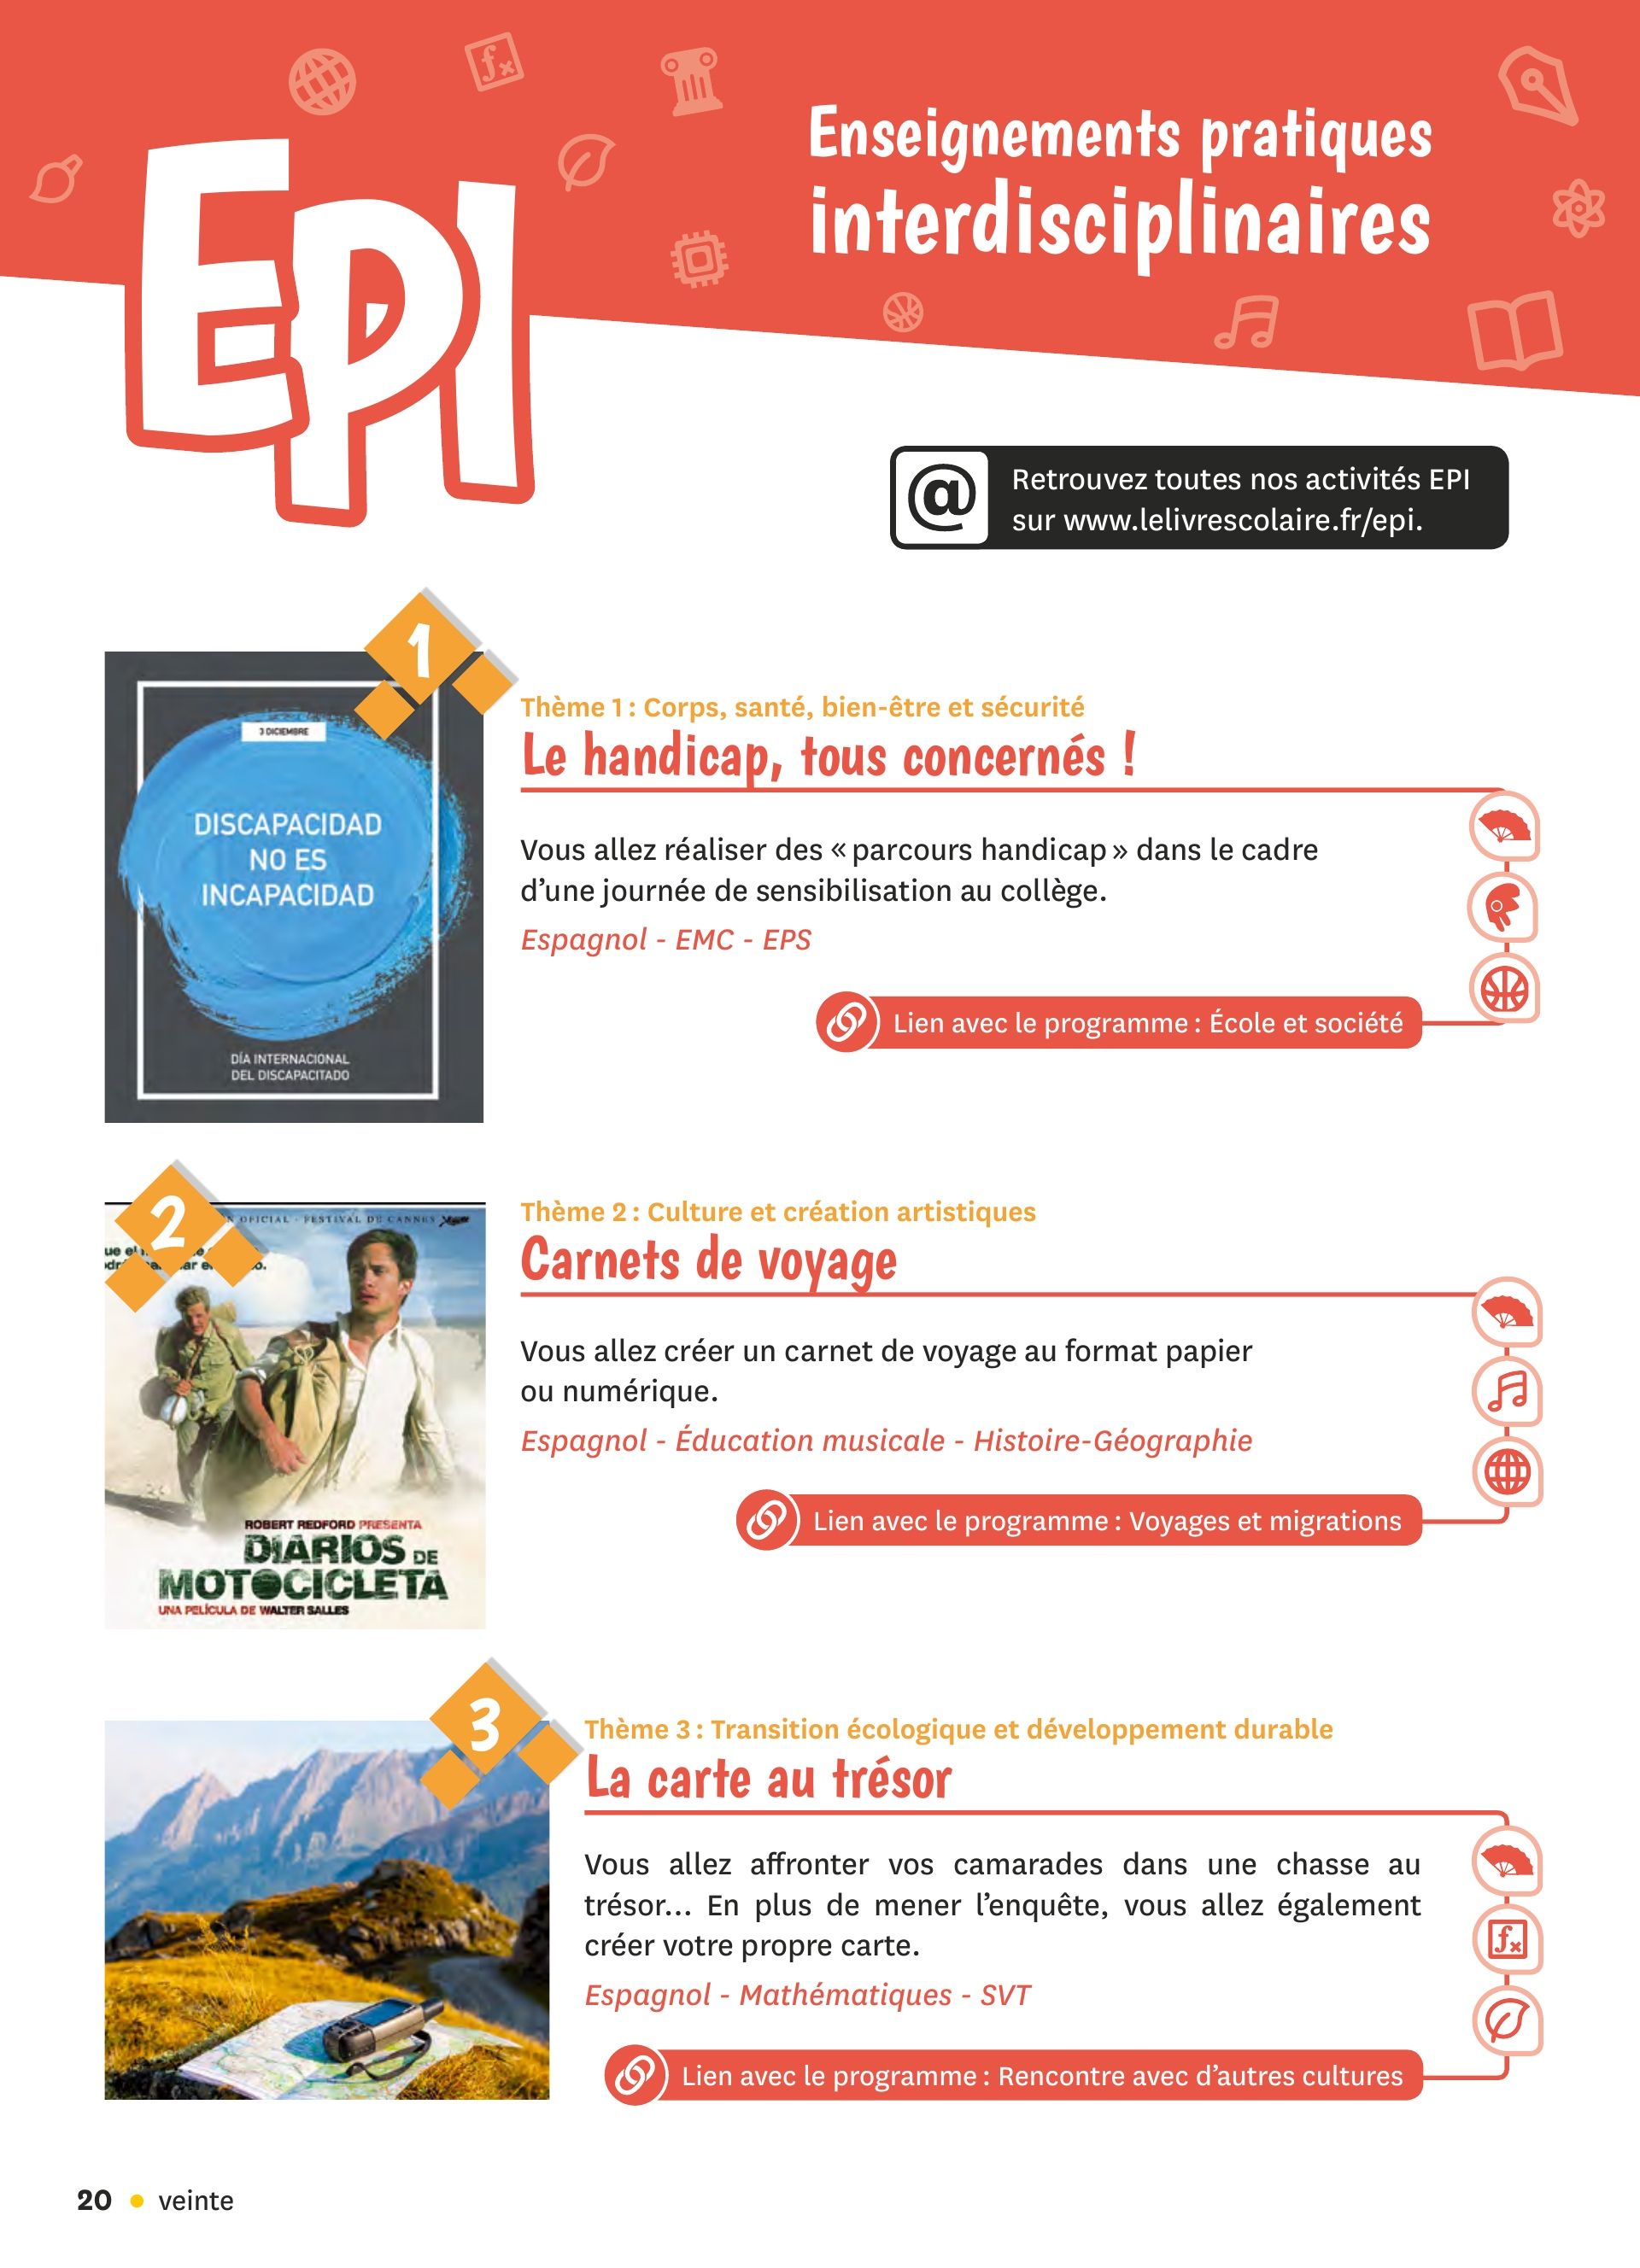 EPI
Enseignements pratiques
interdisciplinaires
@
Retrouvez toutes nos activités EPI
sur www.lelivrescolaire.fr/epi.
1
3 DICIEMBRE
DISCAPACIDAD
NO ES
INCAPACIDAD
DÍA INTERNACIONAL
DEL DISCAPACITADO
Thème 1 : Corps, santé, bien-être et sécurité
Le handicap, tous concernés !
Vous allez réaliser des « parcours handicap » dans le cadre
d’une journée de sensibilisation au collège.
Espagnol - EMC - EPS
Lien avec le programme : École et société
2
OFICIAL - FESTIVAL DE CANNES
ROBERT REDFORD PRESENTA
DIARIOS DE
MOTOCICLETA
UNA PELÍCULA DE WALTER SALLES
Thème 2 : Culture et création artistiques
Carnets de voyage
Vous allez créer un carnet de voyage au format papier
ou numérique.
Espagnol - Éducation musicale - Histoire-Géographie
Lien avec le programme : Voyages et migrations
3
Thème 3 : Transition écologique et développement durable
La carte au trésor
Vous allez affronter vos camarades dans une chasse au
trésor... En plus de mener l’enquête, vous allez également
créer votre propre carte.
Espagnol - Mathématiques - SVT
fx
Lien avec le programme : Rencontre avec d’autres cultures
20 • veinte